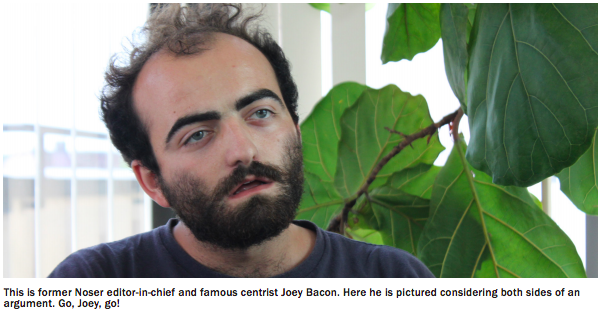 This is former Noser editor-in-chief and famous centrist Joey Bacon. Here he is pictured considering both sides of an
argument. Go, Joey, go!